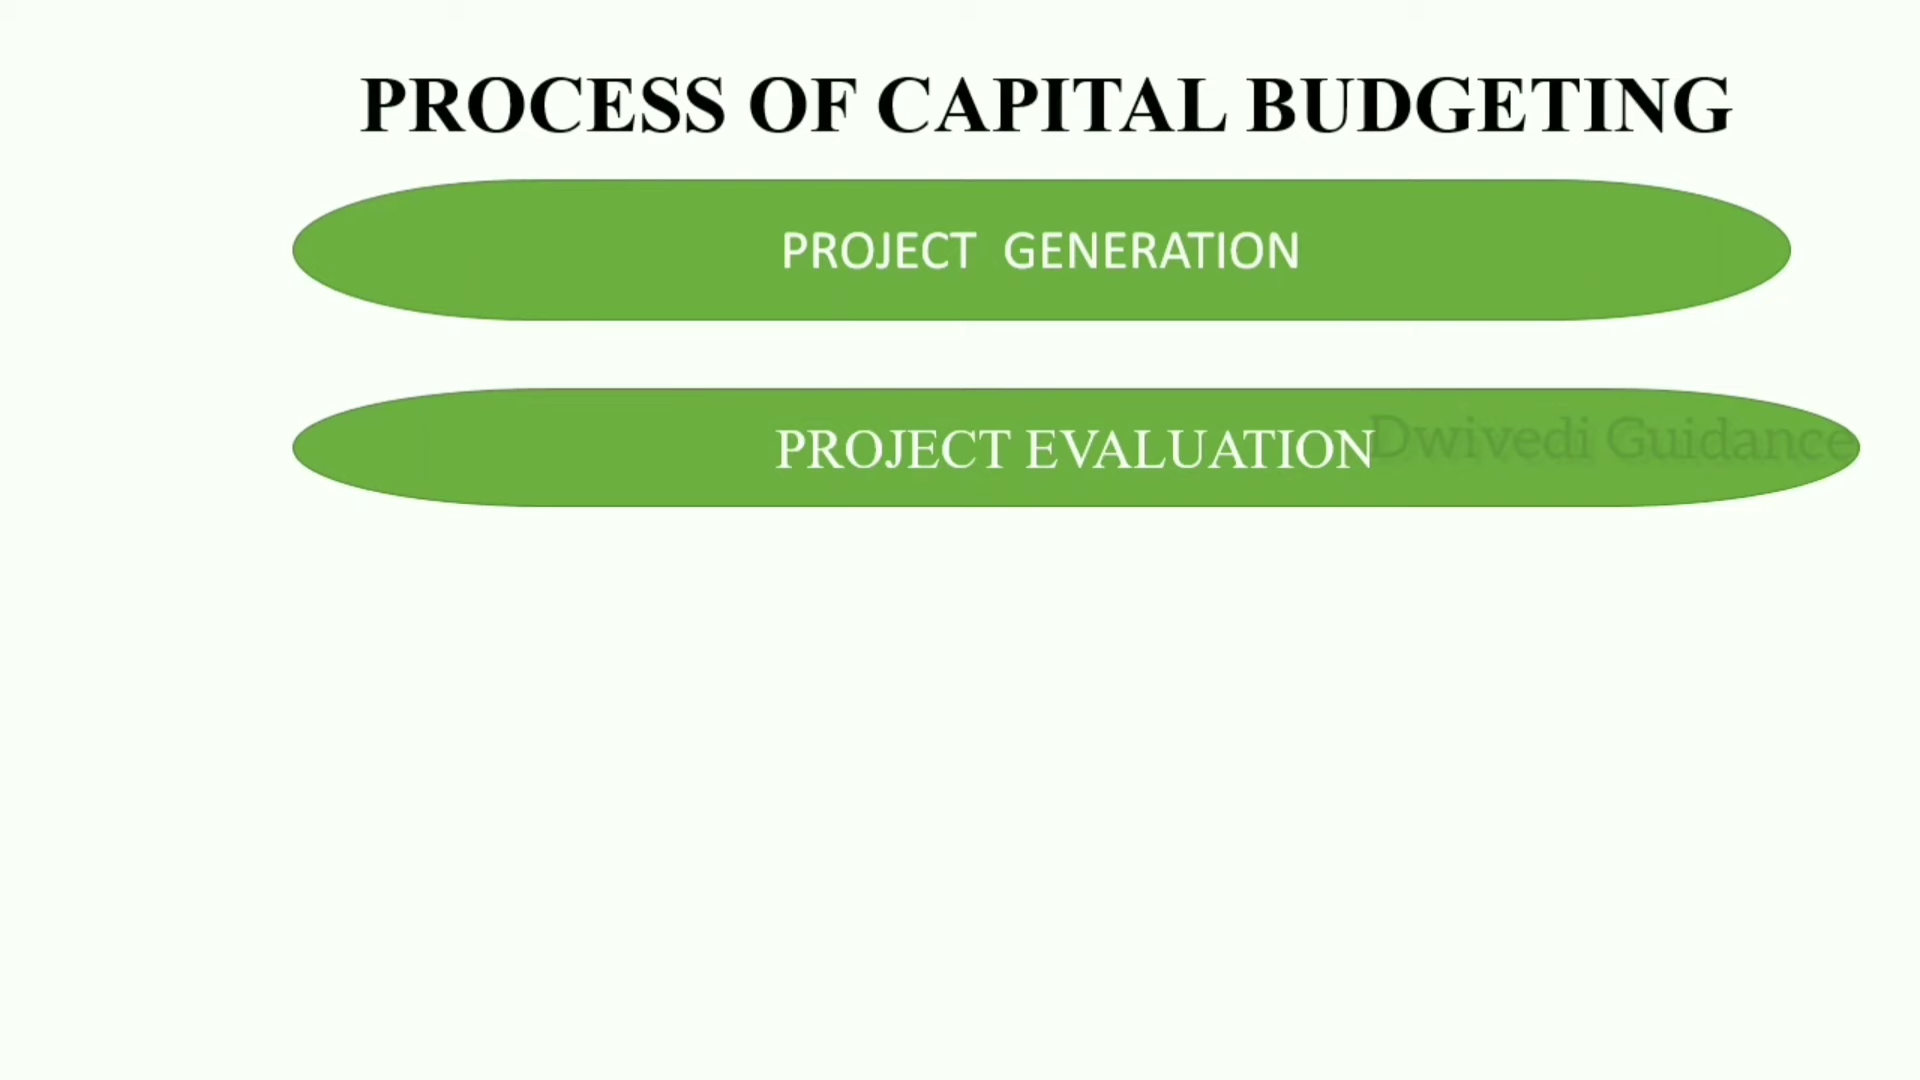 PROCESS OF CAPITAL BUDGETING
PROJECT GENERATION
PROJECT EVALUATION
Dwivedi Guidance